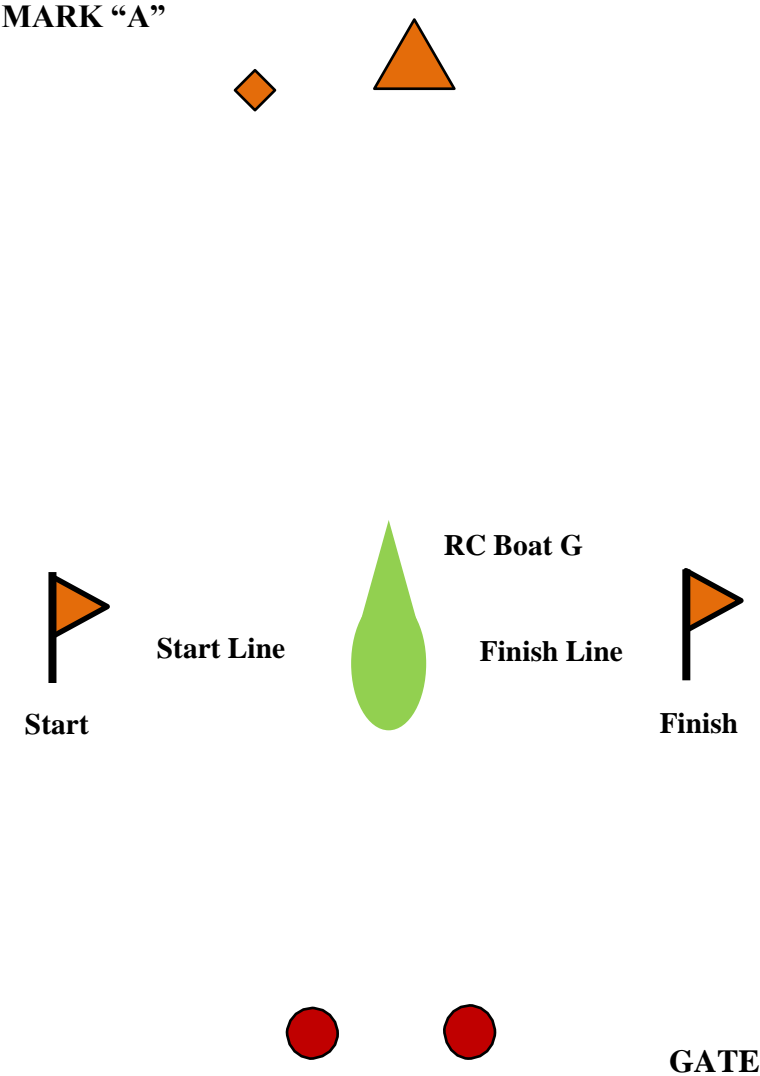 MARK “A”
RC Boat G
Start Line
Finish Line
Start
Finish
GATE